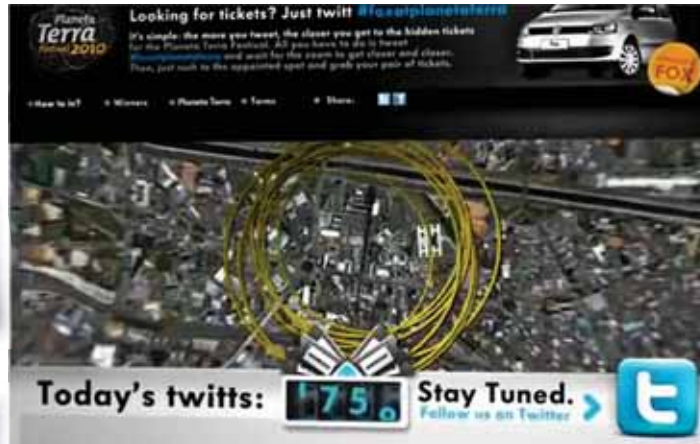 Planeta
Terra
Festival 2010
Looking for tickets? Just twitt #foxatplanetaterra
It's simple: the more you tweet, the closer you get to the hidden tickets
for the Planeta Terra Festival. All you have to do is tweet
#foxatplanetaterra and wait for the zoom to get closer and closer.
Then, just rush to the appointed spot and grab your pair of tickets.
FOX
How to in?
Winners
Planeta Terra
Terms
Share:
Today's twitts:
175
Stay Tuned.
Follow us on Twitter
t